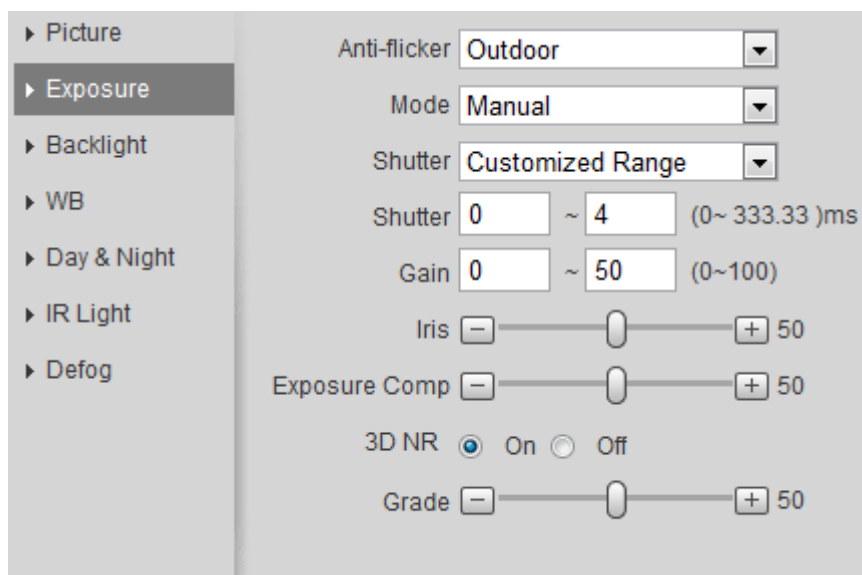 Picture
Exposure
Backlight
WB
Day & Night
IR Light
Defog
Anti-flicker Outdoor
Mode Manual
Shutter Customized Range
Shutter 0 ~ 4 (0~ 333.33 )ms
Gain 0 ~ 50 (0~100)
Iris 50
Exposure Comp 50
3D NR On Off
Grade 50